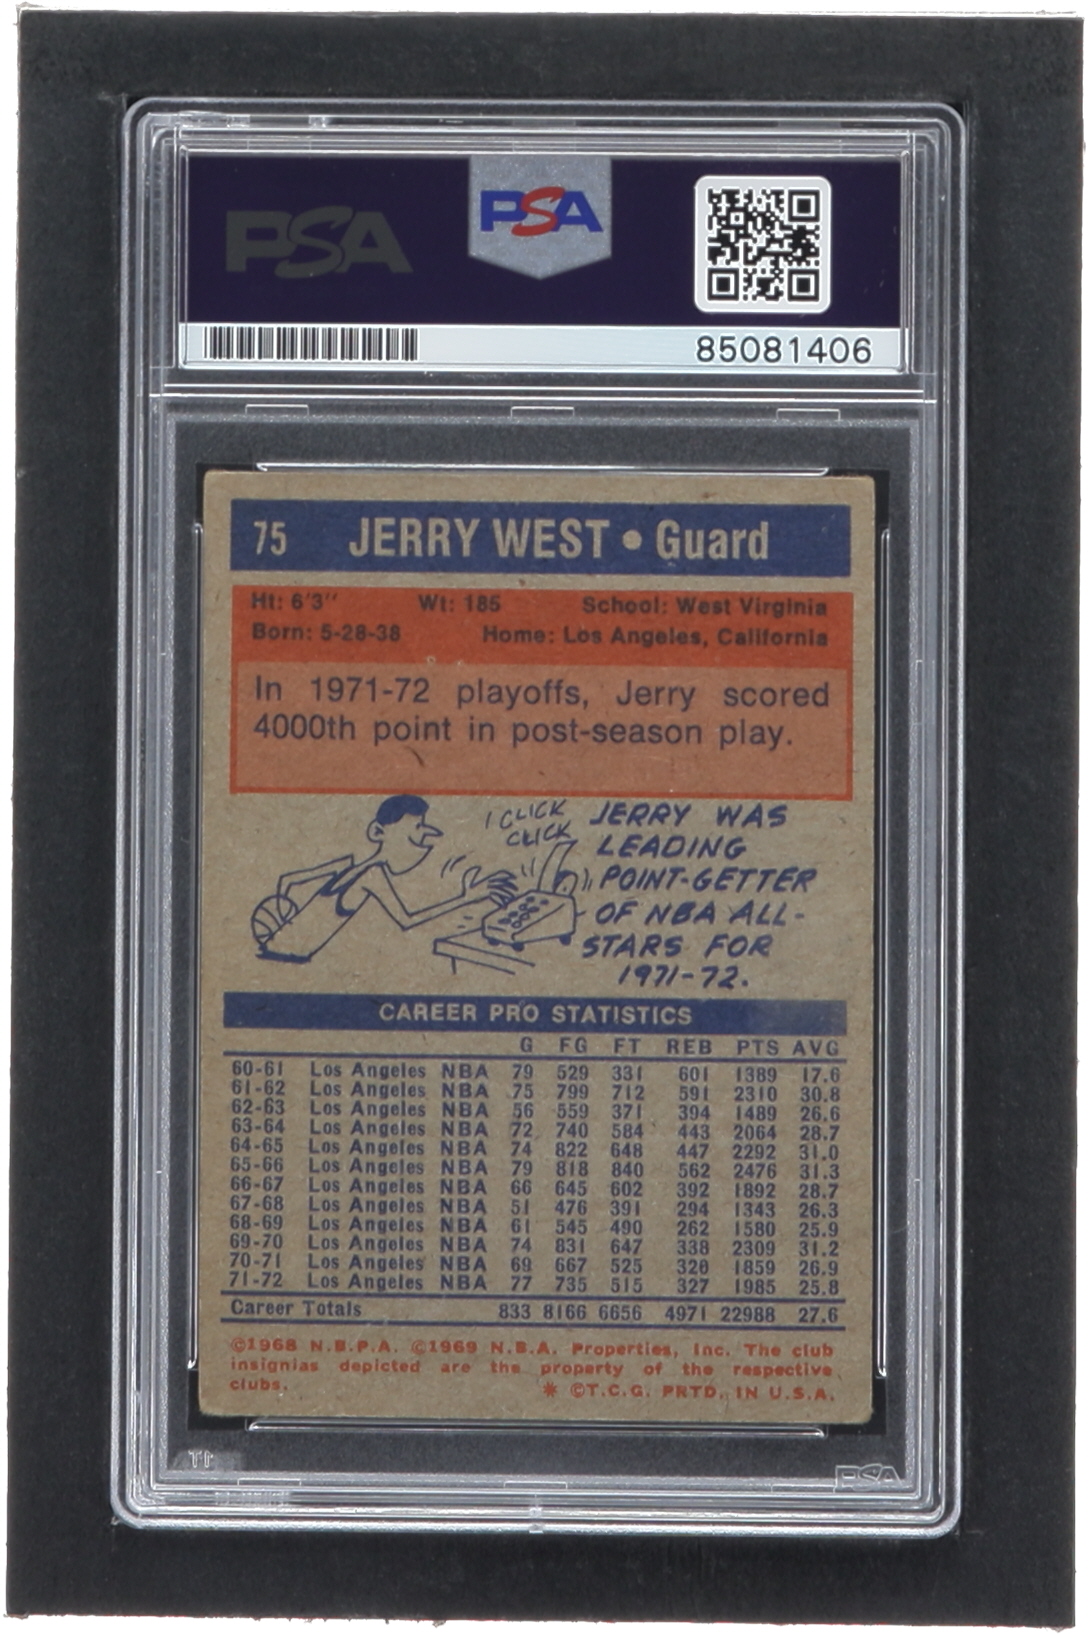 PSA
PSA
85081406
75 JERRY WEST • Guard
Ht: 6'3" Wt: 185 School: West Virginia
Born: 5-28-38 Home: Los Angeles, California
In 1971-72 playoffs, Jerry scored
4000th point in post-season play.
CLICK
CLICK
JERRY WAS
LEADING
POINT-GETTER
OF NBA ALL-
STARS FOR
1971-72.
CAREER PRO STATISTICS
G FG FT REB PTS AVG
60-61 Los Angeles NBA 79 529 331 601 1389 17.6
61-62 Los Angeles NBA 75 799 712 591 2310 30.8
62-63 Los Angeles NBA 56 559 371 394 1489 26.6
63-64 Los Angeles NBA 72 740 584 443 2064 28.7
64-65 Los Angeles NBA 74 822 648 447 2292 31.0
65-66 Los Angeles NBA 79 818 840 562 2476 31.3
66-67 Los Angeles NBA 66 645 602 392 1892 28.7
67-68 Los Angeles NBA 51 476 391 294 1343 26.3
68-69 Los Angeles NBA 61 545 490 262 1580 25.9
69-70 Los Angeles NBA 74 831 647 338 2309 31.2
70-71 Los Angeles NBA 69 667 525 320 1859 26.9
71-72 Los Angeles NBA 77 735 515 327 1985 25.8
Career Totals 833 8166 6656 4971 22988 27.6
©1968 N.B.P.A. ©1969 N.B.A. Properties, Inc. The club
insignias depicted are the property of the respective
clubs. * ©T.C.G. PRTD. IN U.S.A.
PSA